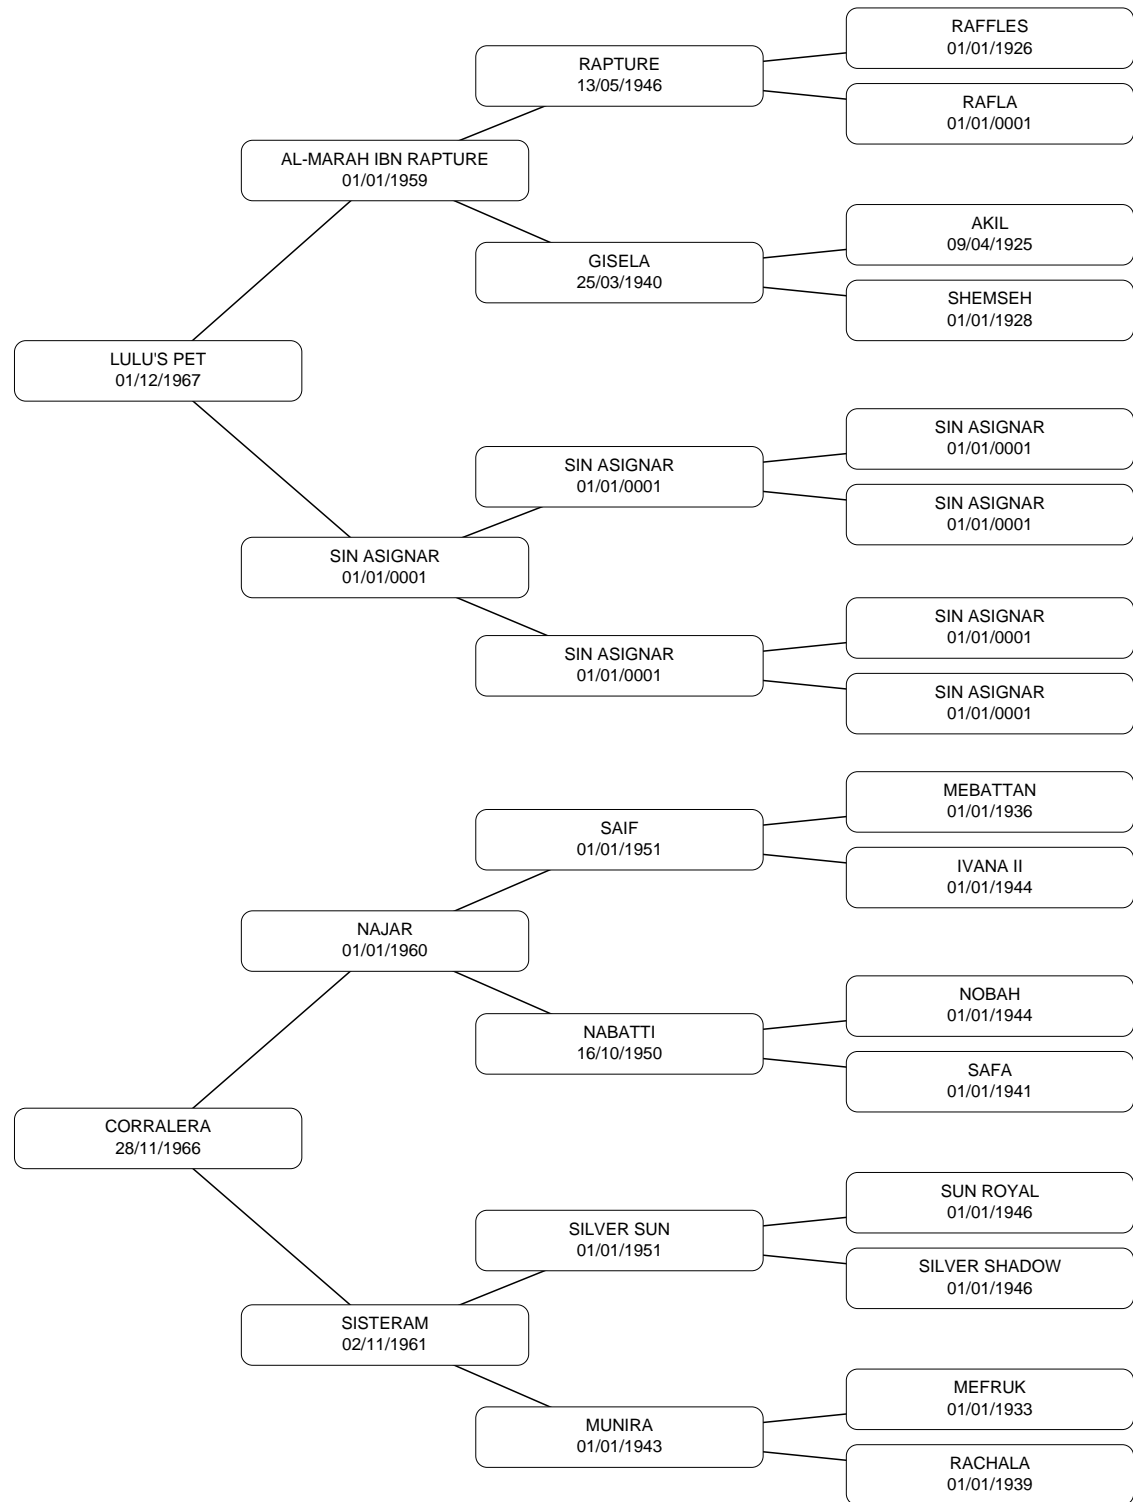 RAFFLES
01/01/1926
RAPTURE
13/05/1946
RAFLA
01/01/0001
AL-MARAH IBN RAPTURE
01/01/1959
AKIL
09/04/1925
GISELA
25/03/1940
SHEMSEH
01/01/1928
LULU'S PET
01/12/1967
SIN ASIGNAR
01/01/0001
SIN ASIGNAR
01/01/0001
SIN ASIGNAR
01/01/0001
SIN ASIGNAR
01/01/0001
SIN ASIGNAR
01/01/0001
SIN ASIGNAR
01/01/0001
SIN ASIGNAR
01/01/0001
MEBATTAN
01/01/1936
SAIF
01/01/1951
IVANA II
01/01/1944
NAJAR
01/01/1960
NOBAH
01/01/1944
NABATTI
16/10/1950
SAFA
01/01/1941
CORRALERA
28/11/1966
SUN ROYAL
01/01/1946
SILVER SUN
01/01/1951
SILVER SHADOW
01/01/1946
SISTERAM
02/11/1961
MEFRUK
01/01/1933
MUNIRA
01/01/1943
RACHALA
01/01/1939